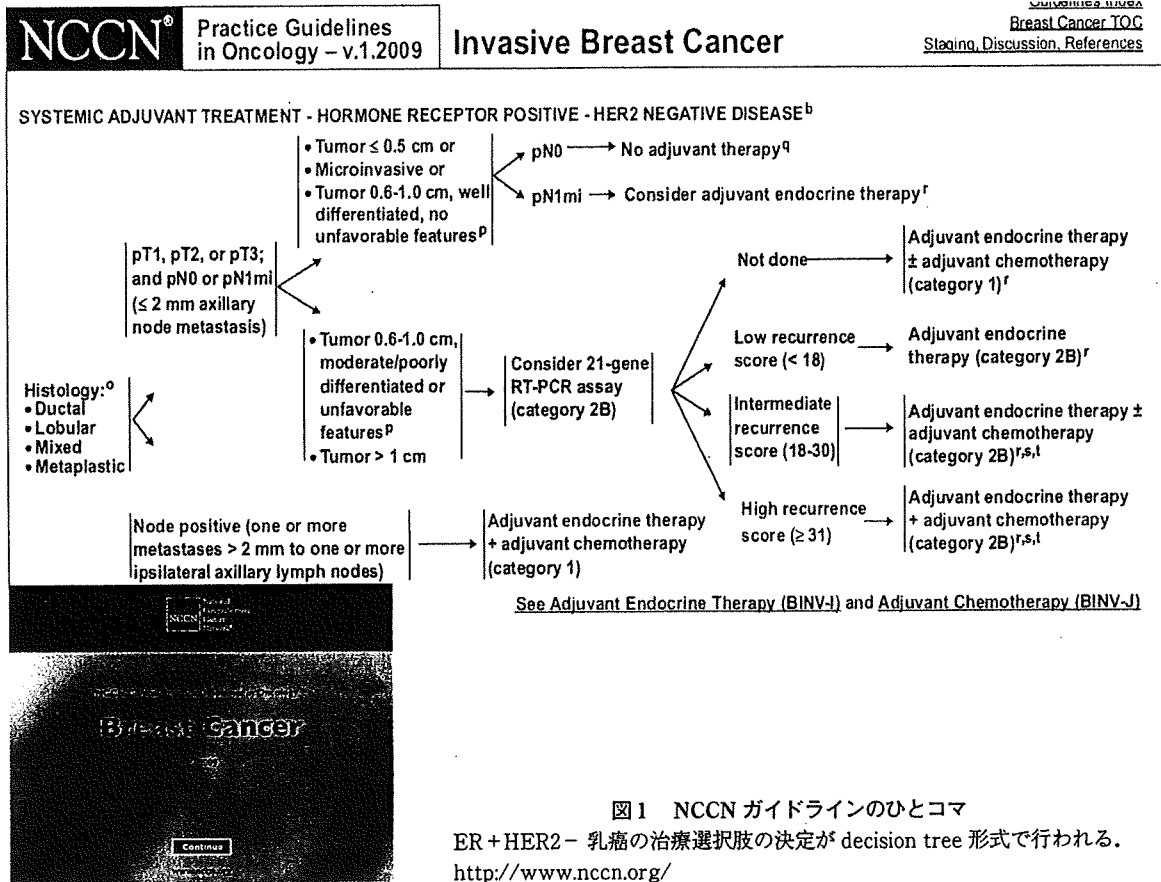 NCCN®
Practice Guidelines
in Oncology – v.1.2009
Invasive Breast Cancer
Guidelines Index
Breast Cancer TOC
Staging, Discussion, References
SYSTEMIC ADJUVANT TREATMENT - HORMONE RECEPTOR POSITIVE - HER2 NEGATIVE DISEASEᵇ
• Tumor ≤ 0.5 cm or
• Microinvasive or
• Tumor 0.6-1.0 cm, well
differentiated, no
unfavorable featuresᵖ
pN0 → No adjuvant therapyq
pN1mi → Consider adjuvant endocrine therapyʳ
pT1, pT2, or pT3;
and pN0 or pN1mi
(≤ 2 mm axillary
node metastasis)
Histology:ᵒ
• Ductal
• Lobular
• Mixed
• Metaplastic
• Tumor 0.6-1.0 cm,
moderate/poorly
differentiated or
unfavorable
featuresᵖ
• Tumor > 1 cm
Consider 21-gene
RT-PCR assay
(category 2B)
Not done
Adjuvant endocrine therapy
± adjuvant chemotherapy
(category 1)ʳ
Low recurrence
score (< 18)
Adjuvant endocrine
therapy (category 2B)ʳ
Intermediate
recurrence
score (18-30)
Adjuvant endocrine therapy ±
adjuvant chemotherapy
(category 2B)ʳ,ˢ,ᵗ
High recurrence
score (≥ 31)
Adjuvant endocrine therapy
+ adjuvant chemotherapy
(category 2B)ʳ,ˢ,ᵗ
Node positive (one or more
metastases > 2 mm to one or more
ipsilateral axillary lymph nodes)
Adjuvant endocrine therapy
+ adjuvant chemotherapy
(category 1)
See Adjuvant Endocrine Therapy (BINV-I) and Adjuvant Chemotherapy (BINV-J)
NCCN
Breast Cancer
Continue
図1 NCCN ガイドラインのひとコマ
ER+HER2− 乳癌の治療選択肢の決定が decision tree 形式で行われる.
http://www.nccn.org/